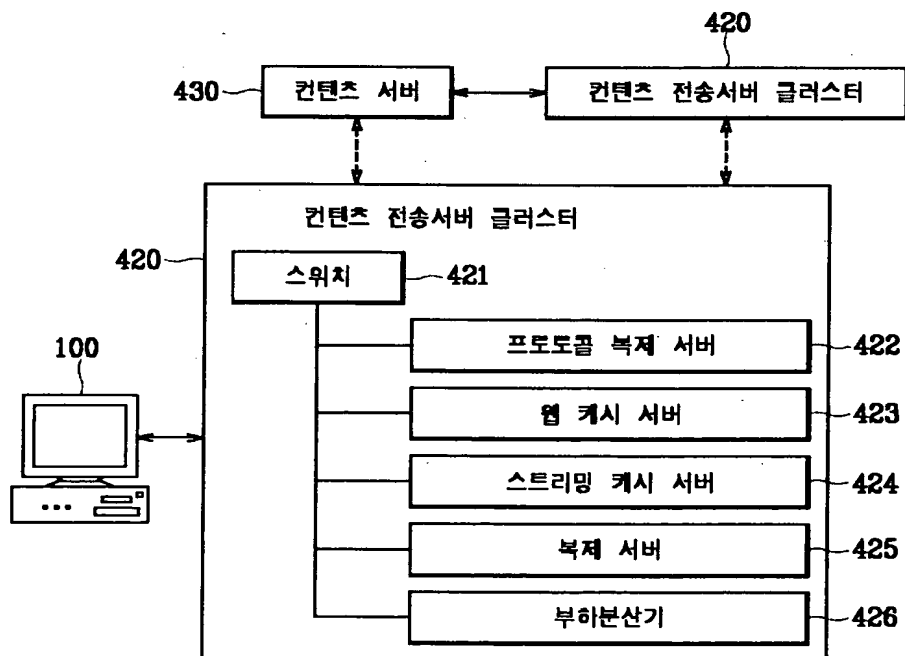 420
430
컨텐츠 서버
컨텐츠 전송서버 클러스터
컨텐츠 전송서버 클러스터
420
스위치
421
프로토콜 복제 서버
422
100
웹 캐시 서버
423
스트리밍 캐시 서버
424
복제 서버
425
부하분산기
426